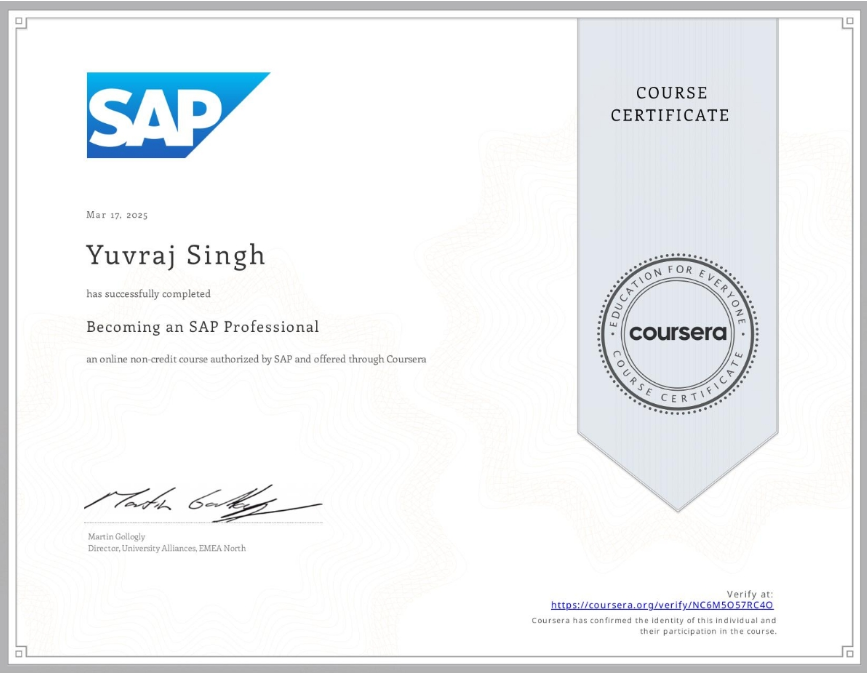 SAP
COURSE
CERTIFICATE
Mar 17, 2025
Yuvraj Singh
has successfully completed
Becoming an SAP Professional
an online non-credit course authorized by SAP and offered through Coursera
EDUCATION FOR EVERYONE
coursera
COURSE CERTIFICATE
Martin Gollogly
Director, University Alliances, EMEA North
Verify at:
https://coursera.org/verify/NC6M5O57RC4O
Coursera has confirmed the identity of this individual and
their participation in the course.